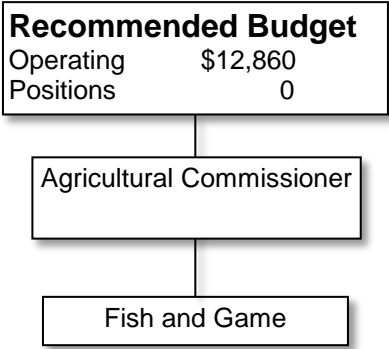 Recommended Budget
Operating $12,860
Positions 0
Agricultural Commissioner
Fish and Game